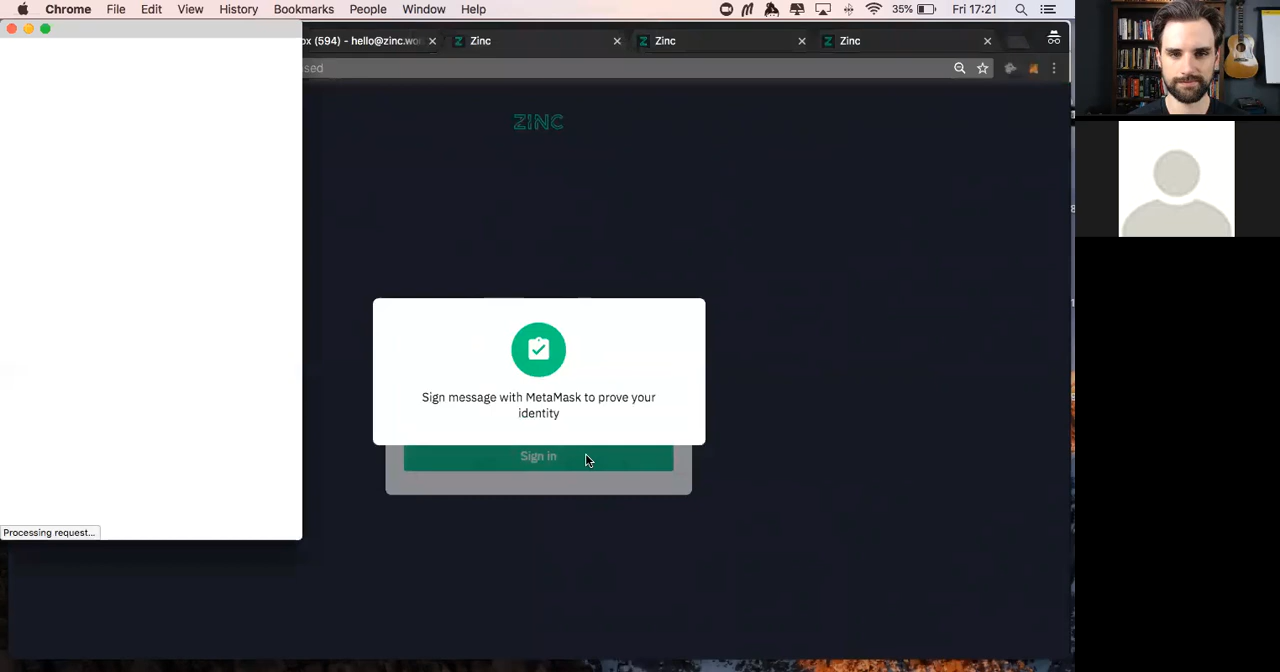 Chrome File Edit View History Bookmarks People Window Help 35% Fri 17:21
ox (594) - hello@zinc.wo Zinc Zinc Zinc
sed
ZINC
Sign message with MetaMask to prove your
identity
Sign in
Processing request...